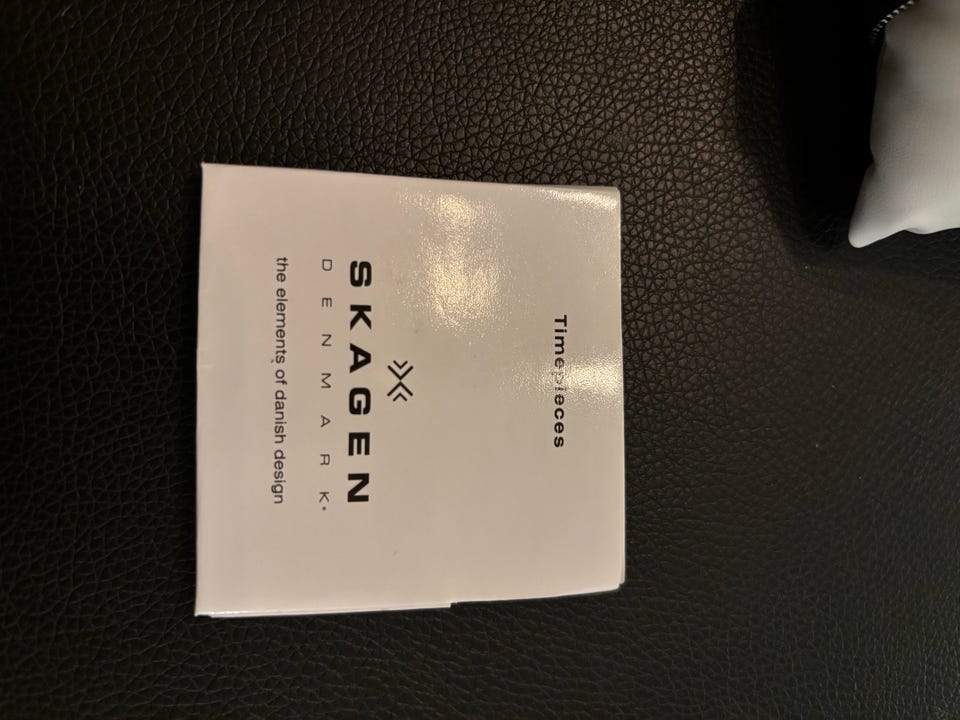 Timepieces
SKAGEN
DENMARK®
the elements of danish design